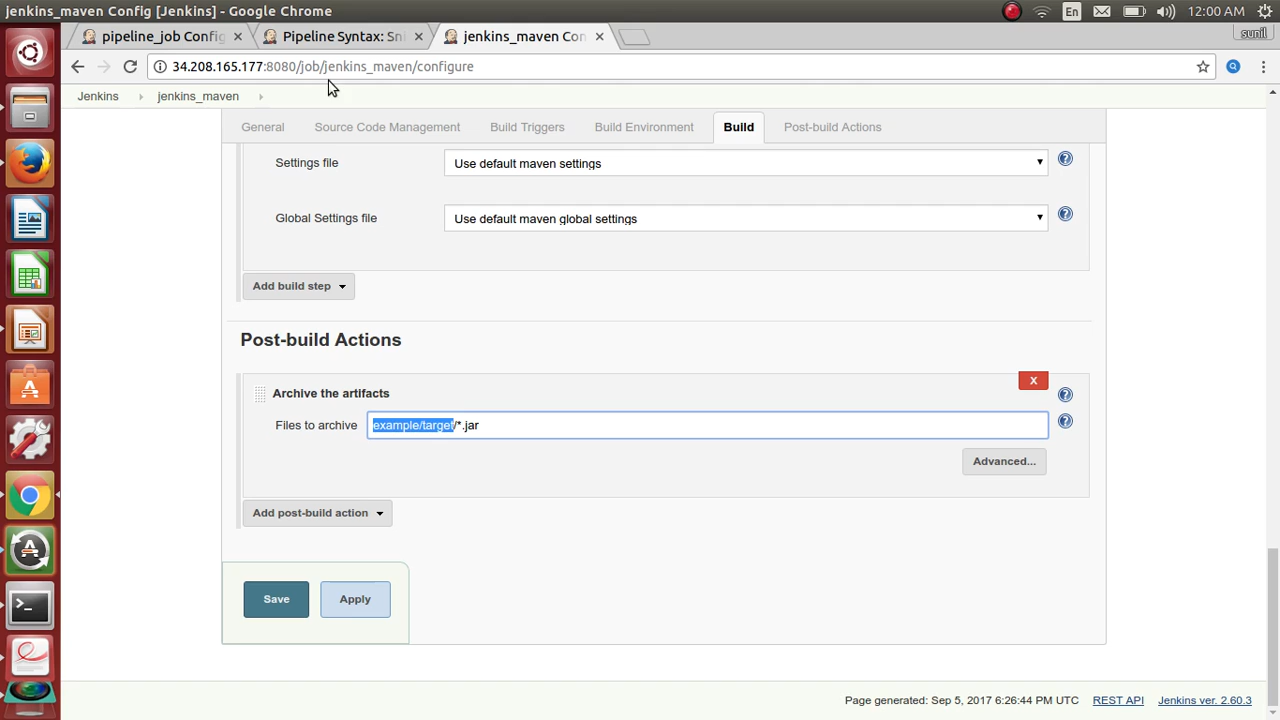 jenkins_maven Config [Jenkins] - Google Chrome
En
12:00 AM
pipeline_job Config
Pipeline Syntax: Sni
jenkins_maven Con
sunil
34.208.165.177:8080/job/jenkins_maven/configure
Jenkins
jenkins_maven
General
Source Code Management
Build Triggers
Build Environment
Build
Post-build Actions
Settings file
Use default maven settings
Global Settings file
Use default maven global settings
Add build step
Post-build Actions
X
Archive the artifacts
Files to archive
example/target/*.jar
Advanced...
Add post-build action
Save
Apply
Page generated: Sep 5, 2017 6:26:44 PM UTC
REST API
Jenkins ver. 2.60.3